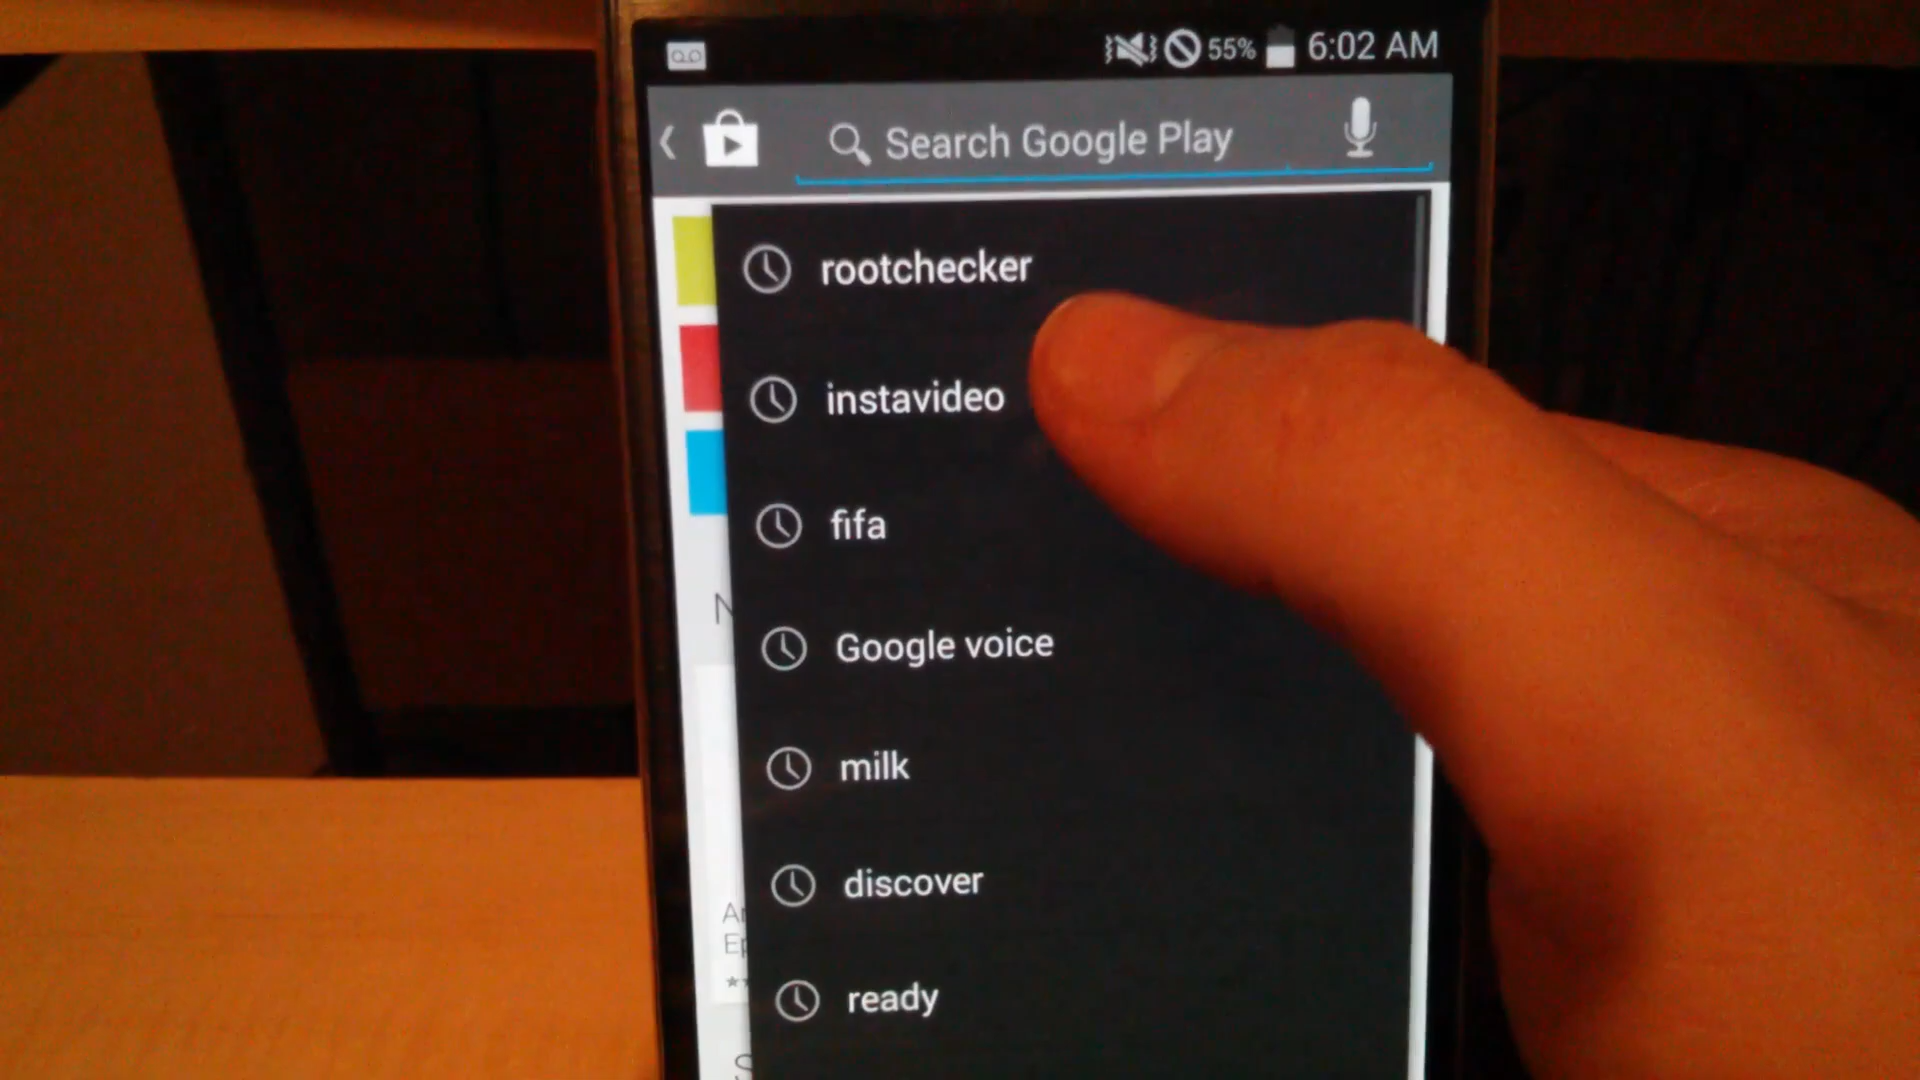 55% 6:02 AM
Search Google Play
rootchecker
instavideo
fifa
Google voice
milk
discover
ready